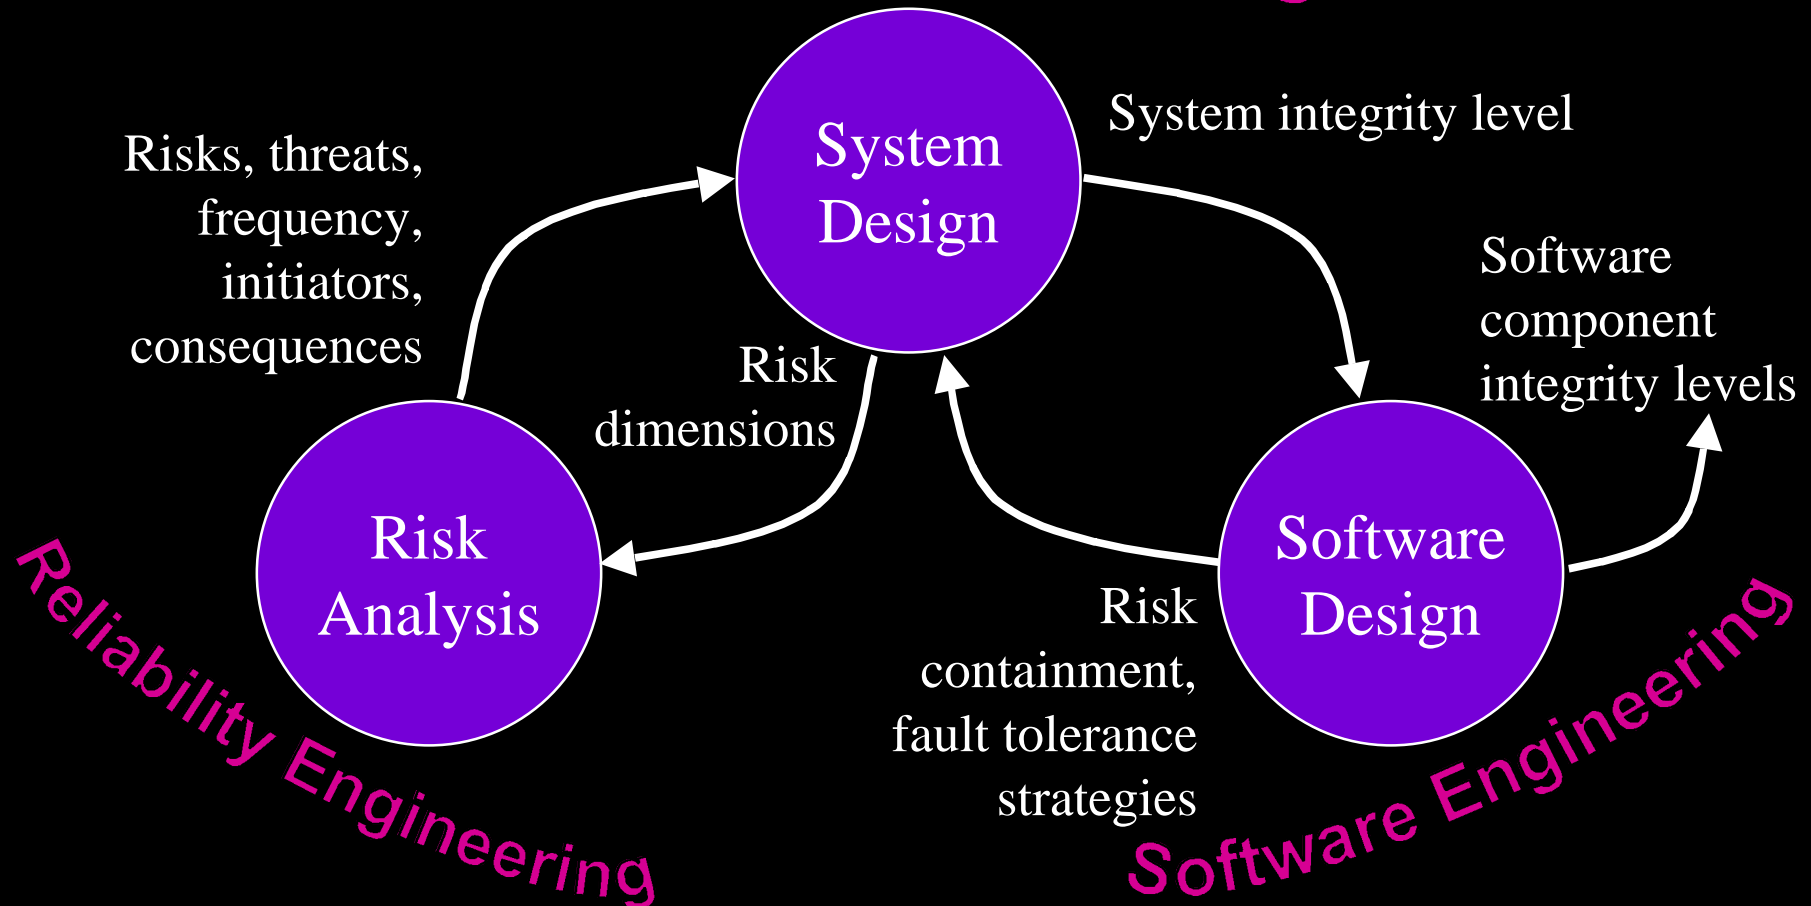 System
Design
System integrity level
Risks, threats,
frequency,
initiators,
consequences
Software
component
integrity levels
Risk
dimensions
Risk
Analysis
Software
Design
Risk
containment,
fault tolerance
strategies
Reliability Engineering
Software Engineering